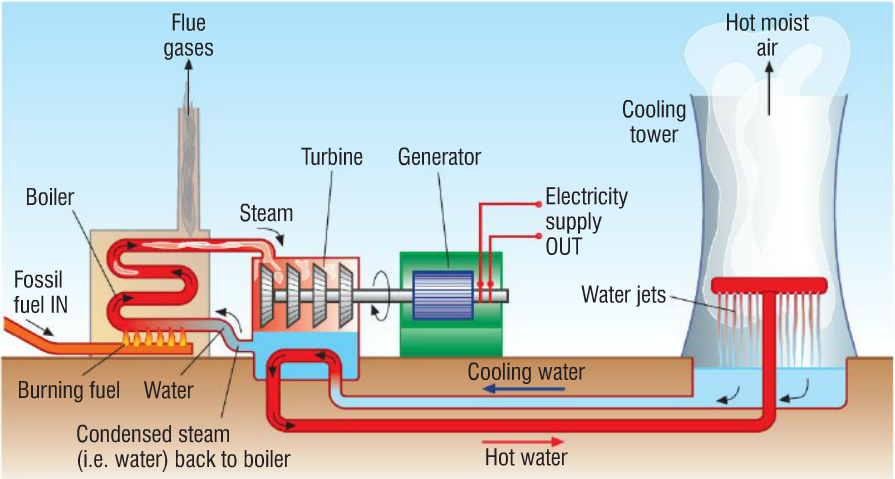 Flue
gases
Hot moist
air
Cooling
tower
Turbine
Generator
Boiler
Steam
Electricity
supply
OUT
Fossil
fuel IN
Water jets
Burning fuel
Water
Cooling water
Condensed steam
(i.e. water) back to boiler
Hot water